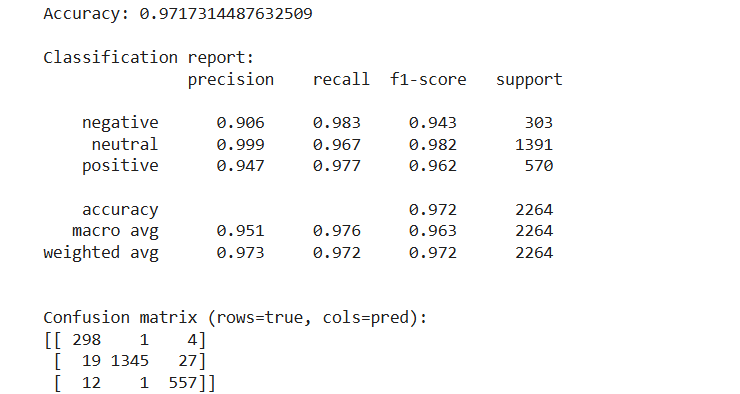 Accuracy: 0.9717314487632509
Classification report:
precision recall f1-score support
negative 0.906 0.983 0.943 303
neutral 0.999 0.967 0.982 1391
positive 0.947 0.977 0.962 570
accuracy 0.972 2264
macro avg 0.951 0.976 0.963 2264
weighted avg 0.973 0.972 0.972 2264
Confusion matrix (rows=true, cols=pred):
[[ 298 1 4]
[ 19 1345 27]
[ 12 1 557]]